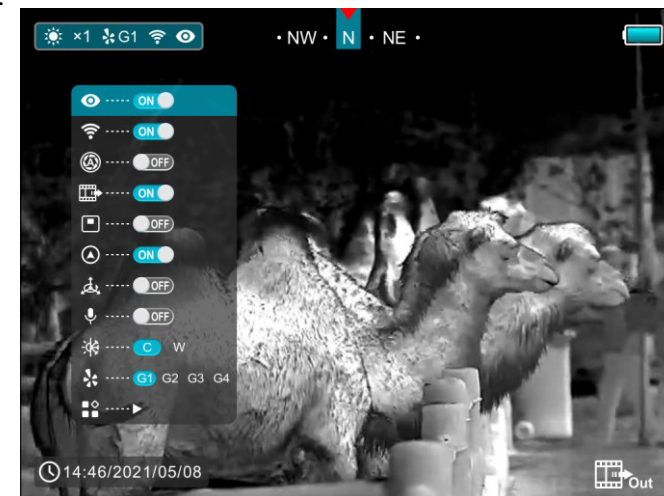 ×1 G1
• NW • N • NE •
ON
ON
OFF
ON
OFF
ON
OFF
OFF
C W
G1 G2 G3 G4
14:46/2021/05/08
Out